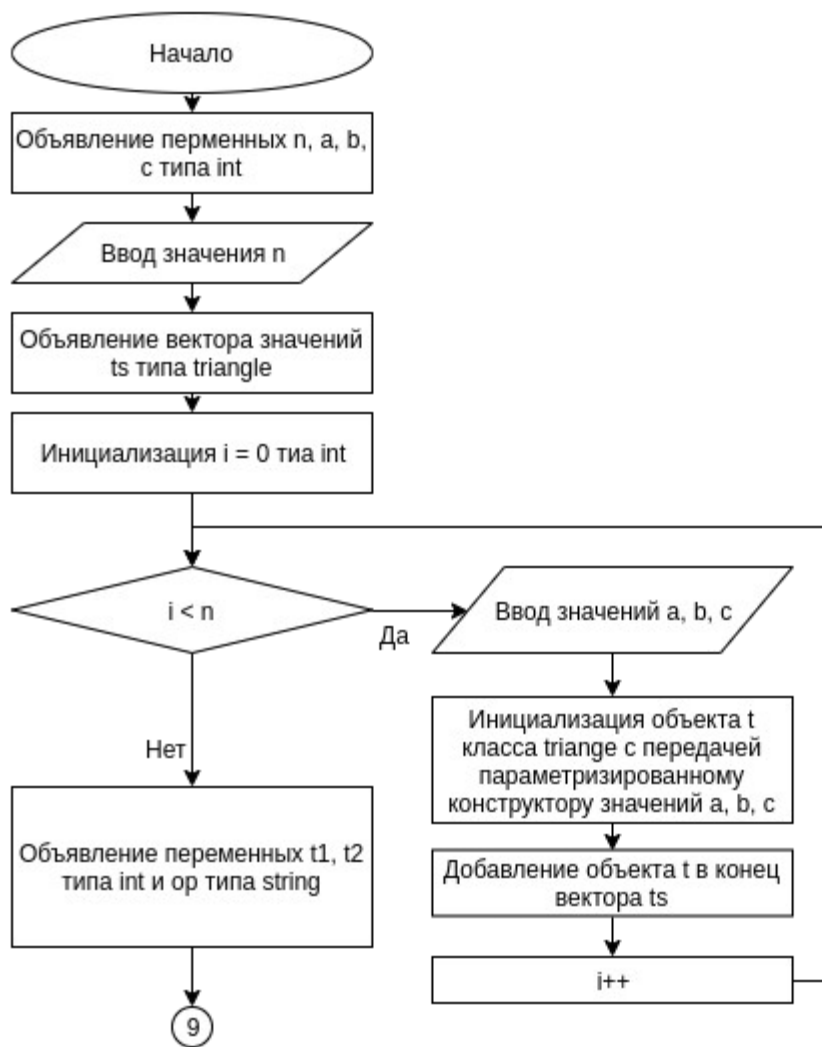 Начало
Объявление перменных n, a, b,
c типа int
Ввод значения n
Объявление вектора значений
ts типа triangle
Инициализация i = 0 тиа int
i < n
Да
Ввод значений a, b, c
Инициализация объекта t
класса triange с передачей
параметризированному
конструктору значений a, b, c
Добавление объекта t в конец
вектора ts
i++
Нет
Объявление переменных t1, t2
типа int и op типа string
9